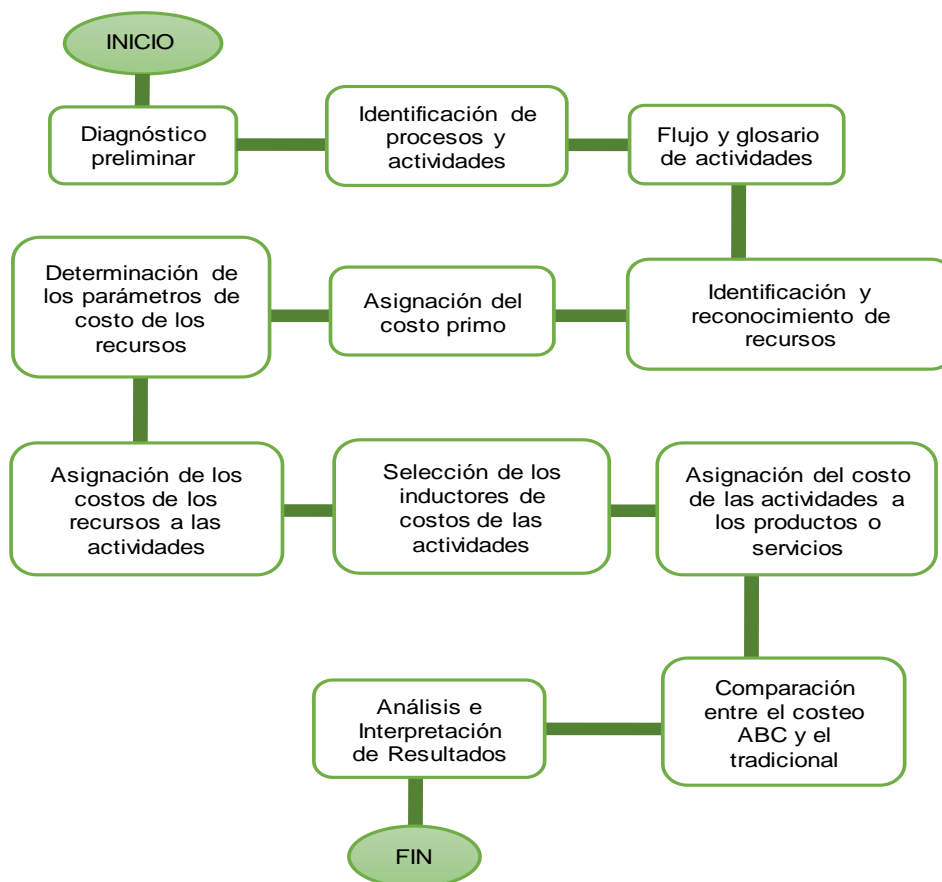 INICIO
Diagnóstico
preliminar
Identificación de
procesos y
actividades
Flujo y glosario
de actividades
Identificación y
reconocimiento de
recursos
Asignación del
costo primo
Determinación de
los parámetros de
costo de los
recursos
Asignación de los
costos de los
recursos a las
actividades
Selección de los
inductores de
costos de las
actividades
Asignación del costo
de las actividades a
los productos o
servicios
Comparación
entre el costeo
ABC y el
tradicional
Análisis e
Interpretación
de Resultados
FIN